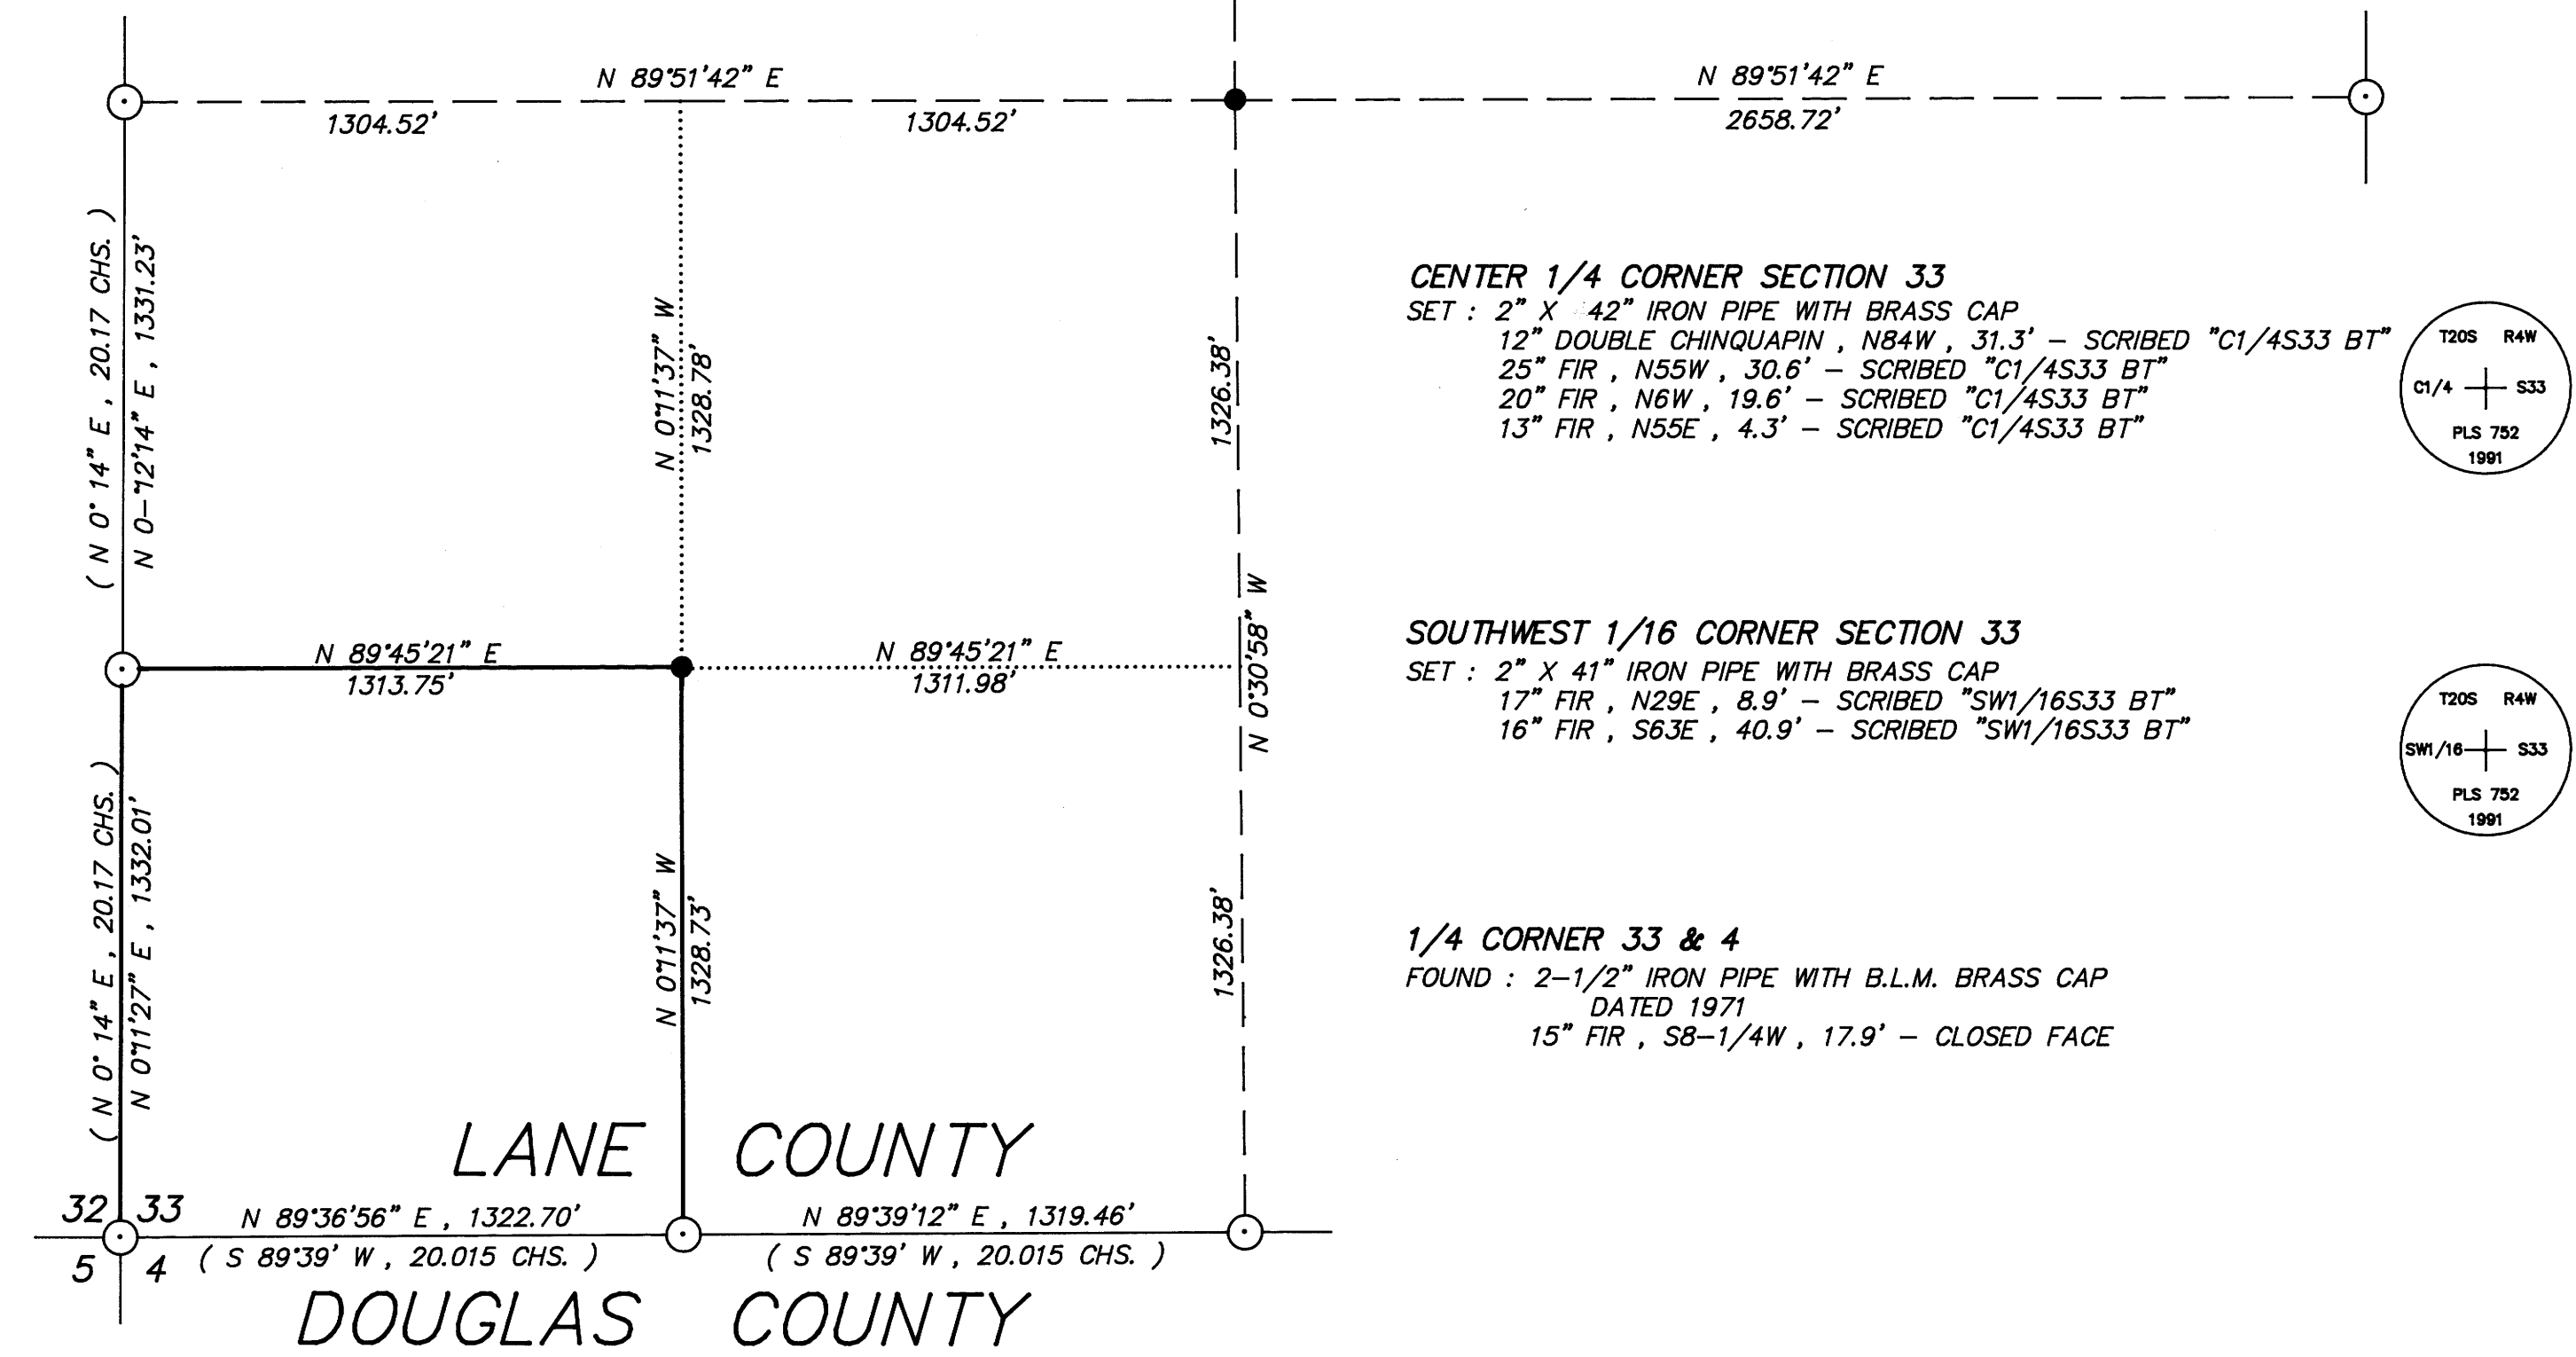 N 89°51'42" E
1304.52'
1304.52'
N 89°51'42" E
2658.72'
( N 0° 14" E , 20.17 CHS. )
N 0-°12'14" E , 1331.23'
N 0°11'37" W
1328.78'
1326.38'
CENTER 1/4 CORNER SECTION 33
SET : 2" X 42" IRON PIPE WITH BRASS CAP
12" DOUBLE CHINQUAPIN , N84W , 31.3' – SCRIBED "C1/4S33 BT"
25" FIR , N55W , 30.6' – SCRIBED "C1/4S33 BT"
20" FIR , N6W , 19.6' – SCRIBED "C1/4S33 BT"
13" FIR , N55E , 4.3' – SCRIBED "C1/4S33 BT"
T20S R4W
C1/4 S33
PLS 752
1991
N 89°45'21" E
1313.75'
N 89°45'21" E
1311.98'
N 0°30'58" W
SOUTHWEST 1/16 CORNER SECTION 33
SET : 2" X 41" IRON PIPE WITH BRASS CAP
17" FIR , N29E , 8.9' – SCRIBED "SW1/16S33 BT"
16" FIR , S63E , 40.9' – SCRIBED "SW1/16S33 BT"
T20S R4W
SW1/16 S33
PLS 752
1991
( N 0° 14" E , 20.17 CHS. )
N 0°11'27" E , 1332.01'
N 0°11'37" W
1328.73'
1326.38'
1/4 CORNER 33 & 4
FOUND : 2-1/2" IRON PIPE WITH B.L.M. BRASS CAP
DATED 1971
15" FIR , S8-1/4W , 17.9' – CLOSED FACE
LANE COUNTY
32 33
N 89°36'56" E , 1322.70'
N 89°39'12" E , 1319.46'
5 4
( S 89°39' W , 20.015 CHS. )
( S 89°39' W , 20.015 CHS. )
DOUGLAS COUNTY